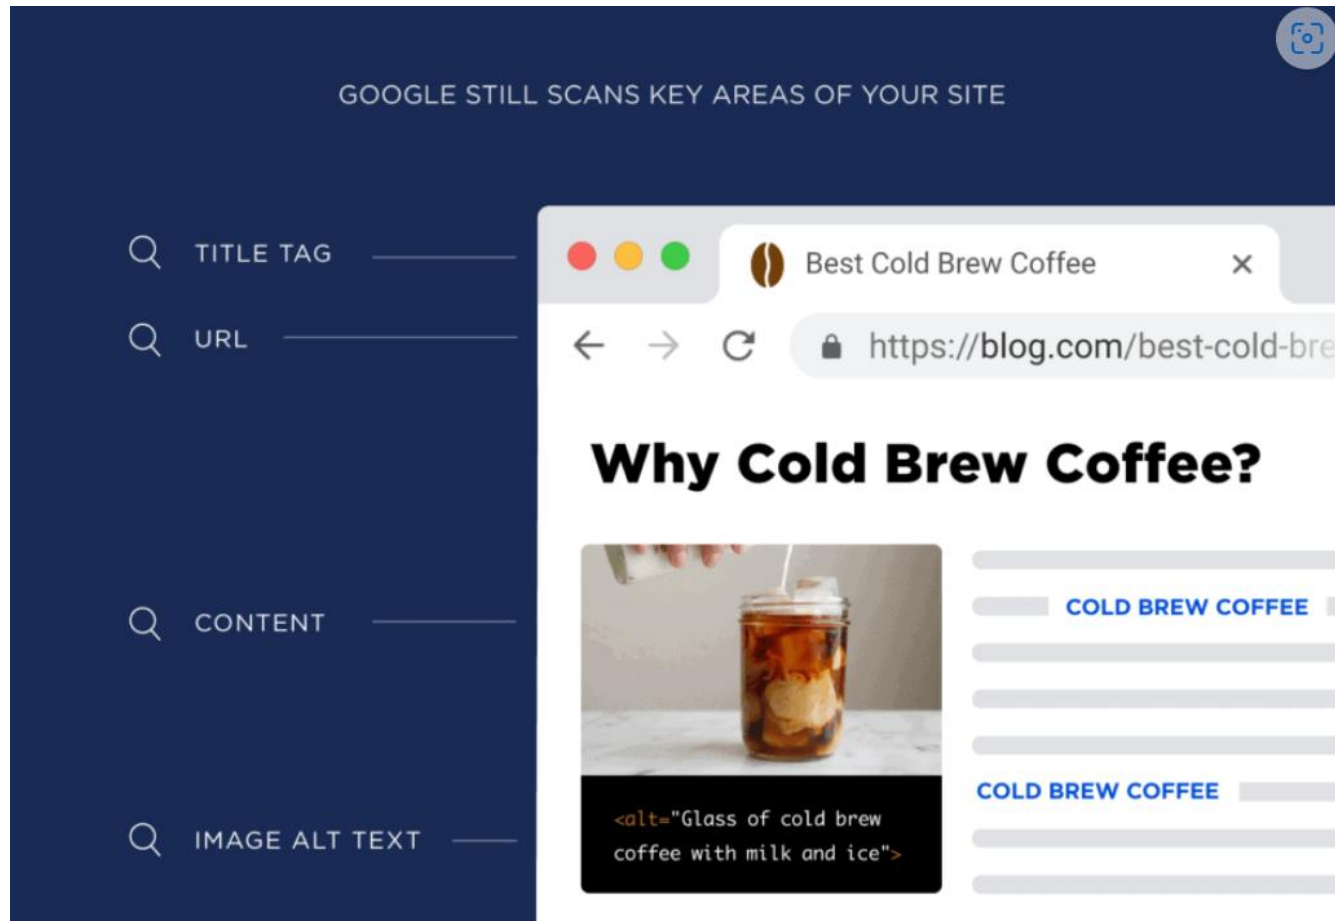 GOOGLE STILL SCANS KEY AREAS OF YOUR SITE
TITLE TAG
Best Cold Brew Coffee
URL
https://blog.com/best-cold-bre
Why Cold Brew Coffee?
CONTENT
COLD BREW COFFEE
COLD BREW COFFEE
IMAGE ALT TEXT
<alt="Glass of cold brew
coffee with milk and ice">